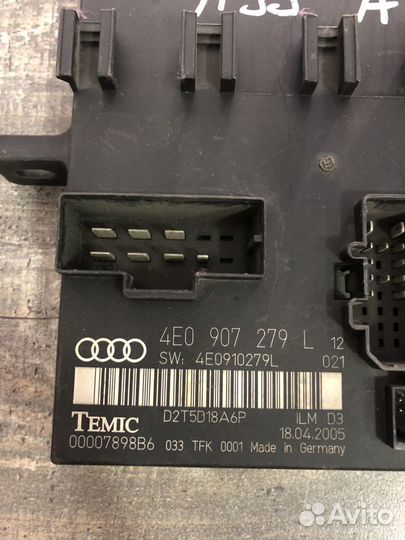 4E0 907 279 L 12
SW: 4E0910279L 021
D2T5D18A6P ILM D3
TEMIC 18.04.2005
00007898B6 033 TFK 0001 Made in Germany
Avito